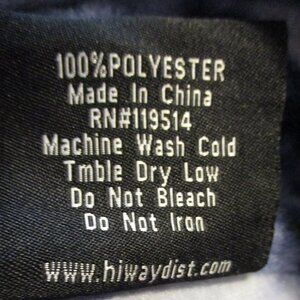 100%POLYESTER
Made In China
RN#119514
Machine Wash Cold
Tmble Dry Low
Do Not Bleach
Do Not Iron
www.hiwaydist.com